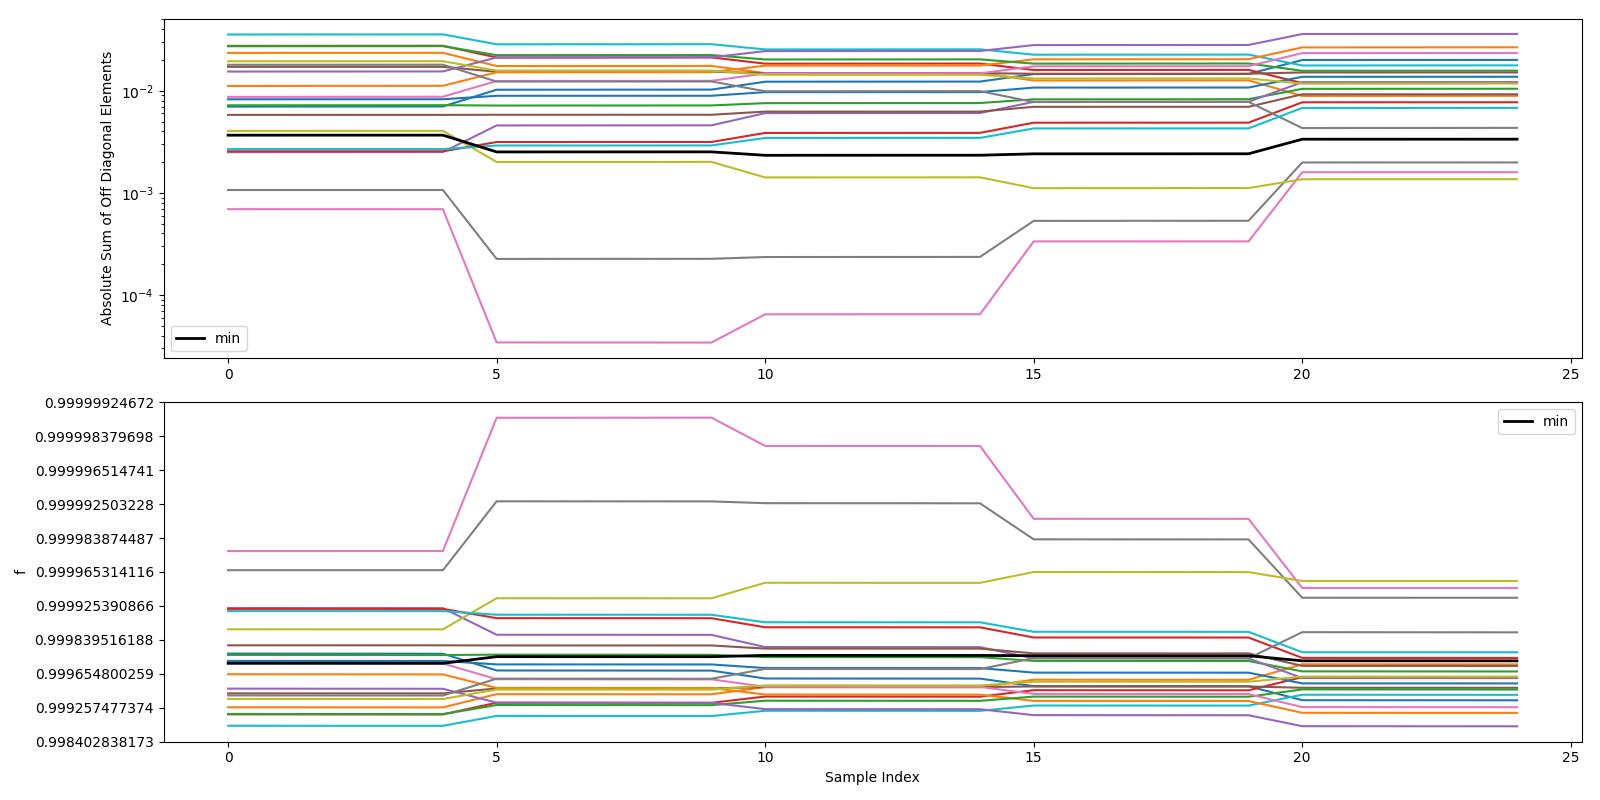 Absolute Sum of Off Diagonal Elements
10⁻²
10⁻³
10⁻⁴
min
0 5 10 15 20 25
f
0.99999924672
0.999998379698
0.999996514741
0.999992503228
0.999983874487
0.999965314116
0.999925390866
0.999839516188
0.999654800259
0.999257477374
0.998402838173
min
0 5 10 15 20 25
Sample Index